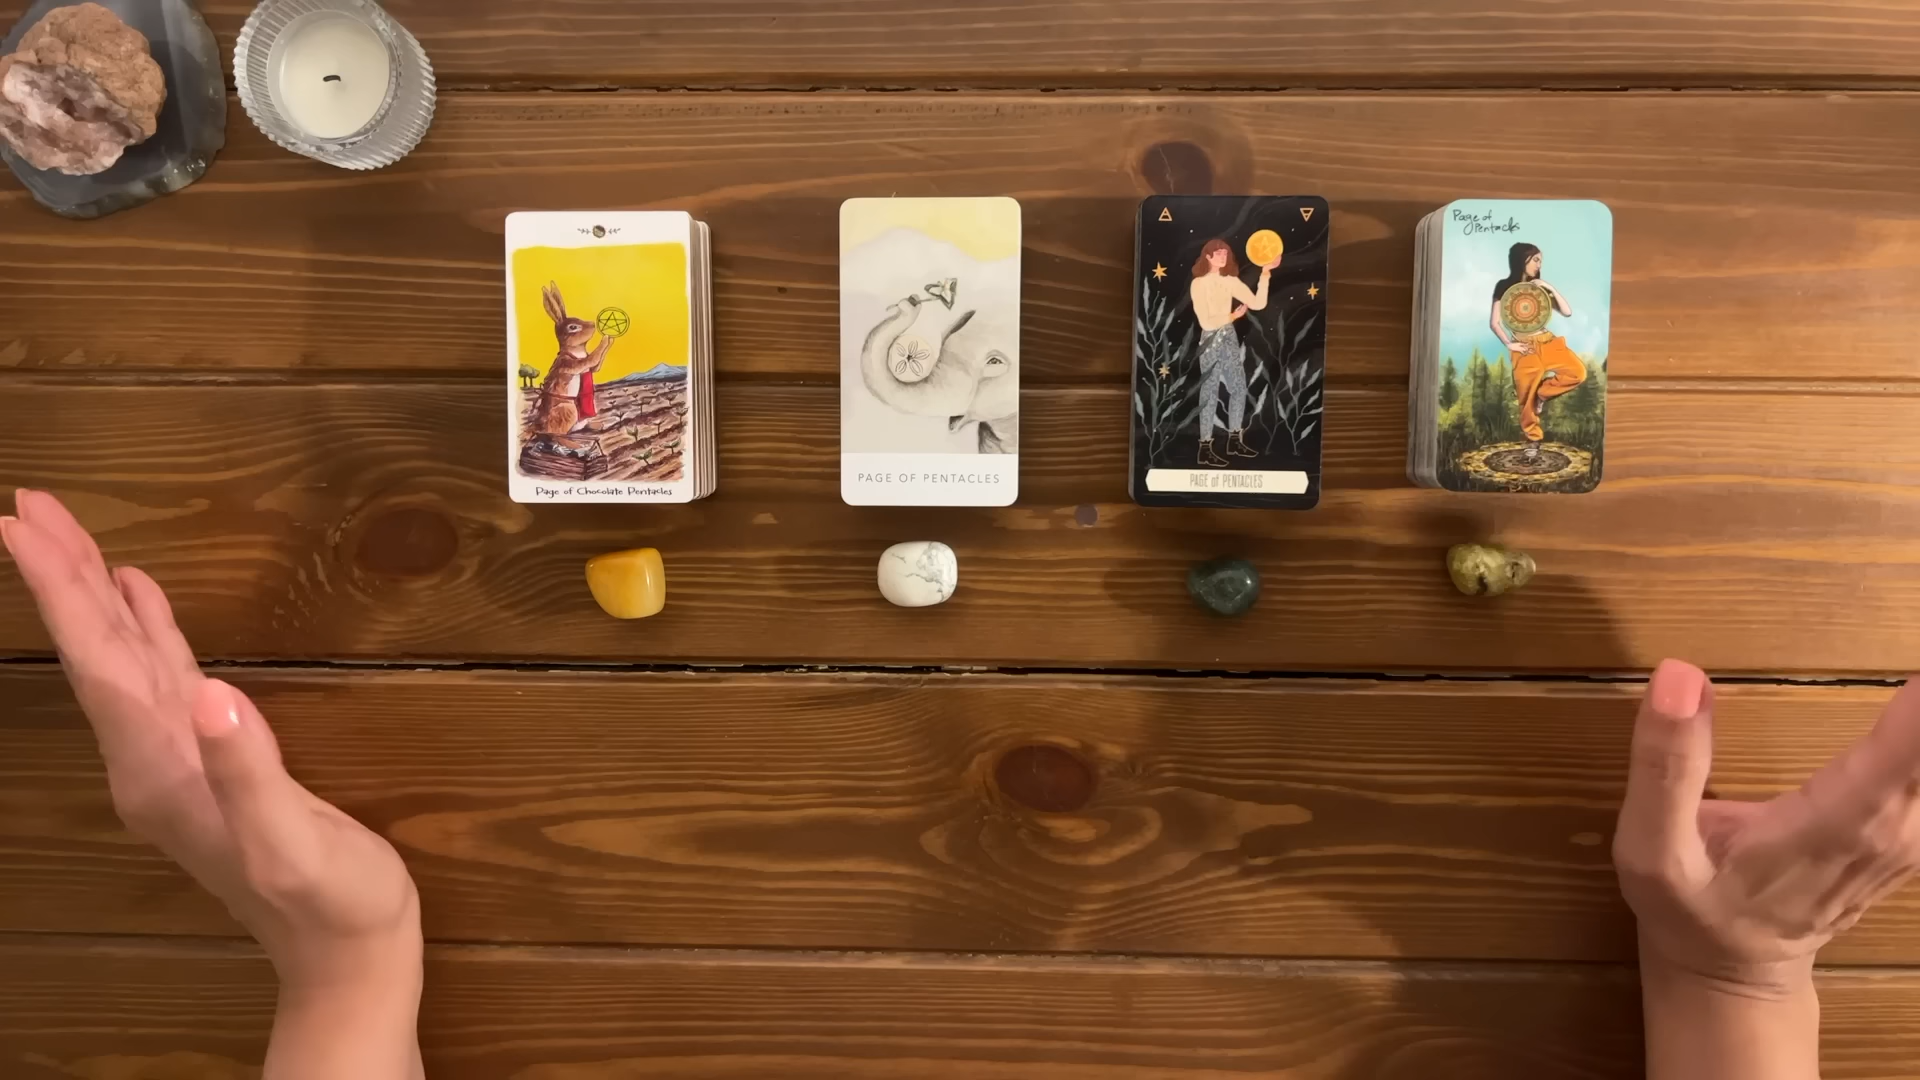 Page of Chocolate Pentacles
PAGE OF PENTACLES
PAGE of PENTACLES
Page of
Pentacles